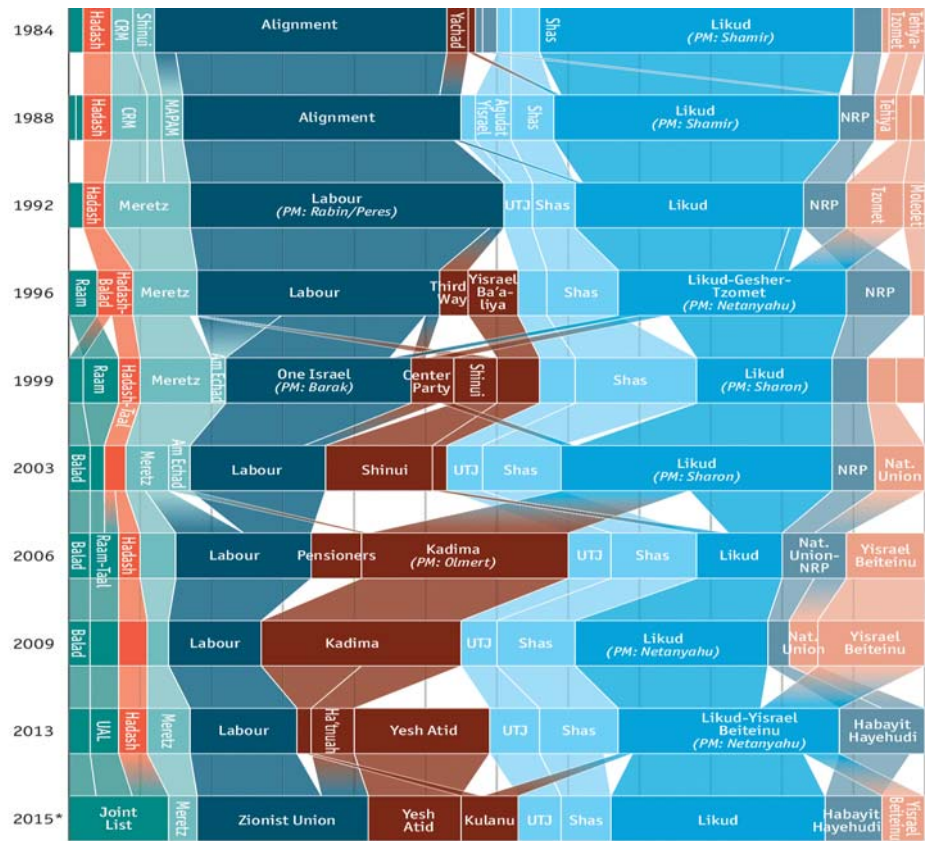 1984
Hadash
CRM
Shinui
Alignment
Yachad
Shas
Likud
(PM: Shamir)
Tehiya-
Tzomet
1988
Hadash
CRM
MAPAM
Alignment
Agudat
Yisrael
Shas
Likud
(PM: Shamir)
NRP
Tehiya
1992
Hadash
Meretz
Labour
(PM: Rabin/Peres)
UTJ
Shas
Likud
NRP
Tzomet
Moledet
1996
Raam
Hadash-
Balad
Meretz
Labour
Third
Way
Yisrael
Ba'a-
liya
Shas
Likud-Gesher-
Tzomet
(PM: Netanyahu)
NRP
1999
Raam
Hadash-Taal
Meretz
Am Echad
One Israel
(PM: Barak)
Center
Party
Shinui
Shas
Likud
(PM: Sharon)
2003
Balad
Meretz
Am Echad
Labour
Shinui
UTJ
Shas
Likud
(PM: Sharon)
NRP
Nat.
Union
2006
Balad
Raam-Taal
Hadash
Labour
Pensioners
Kadima
(PM: Olmert)
UTJ
Shas
Likud
Nat.
Union-
NRP
Yisrael
Beiteinu
2009
Balad
Labour
Kadima
UTJ
Shas
Likud
(PM: Netanyahu)
Nat.
Union
Yisrael
Beiteinu
2013
UAL
Hadash
Meretz
Labour
Ha'tnuah
Yesh Atid
UTJ
Shas
Likud-Yisrael
Beiteinu
(PM: Netanyahu)
Habayit
Hayehudi
2015*
Joint
List
Meretz
Zionist Union
Yesh
Atid
Kulanu
UTJ
Shas
Likud
Habayit
Hayehudi
Yisrael
Beiteinu